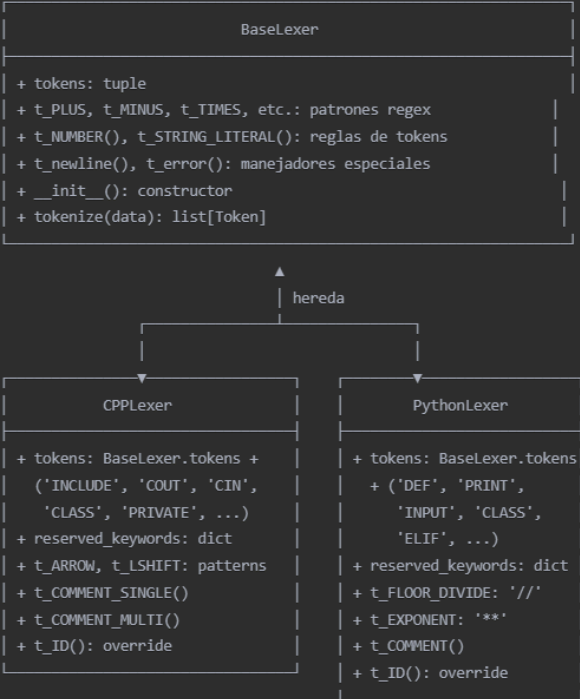 BaseLexer
+ tokens: tuple
+ t_PLUS, t_MINUS, t_TIMES, etc.: patrones regex
+ t_NUMBER(), t_STRING_LITERAL(): reglas de tokens
+ t_newline(), t_error(): manejadores especiales
+ __init__(): constructor
+ tokenize(data): list[Token]
hereda
CPPLexer
+ tokens: BaseLexer.tokens +
('INCLUDE', 'COUT', 'CIN',
'CLASS', 'PRIVATE', ...)
+ reserved_keywords: dict
+ t_ARROW, t_LSHIFT: patterns
+ t_COMMENT_SINGLE()
+ t_COMMENT_MULTI()
+ t_ID(): override
PythonLexer
+ tokens: BaseLexer.tokens
+ ('DEF', 'PRINT',
'INPUT', 'CLASS',
'ELIF', ...)
+ reserved_keywords: dict
+ t_FLOOR_DIVIDE: '//'
+ t_EXPONENT: '**'
+ t_COMMENT()
+ t_ID(): override